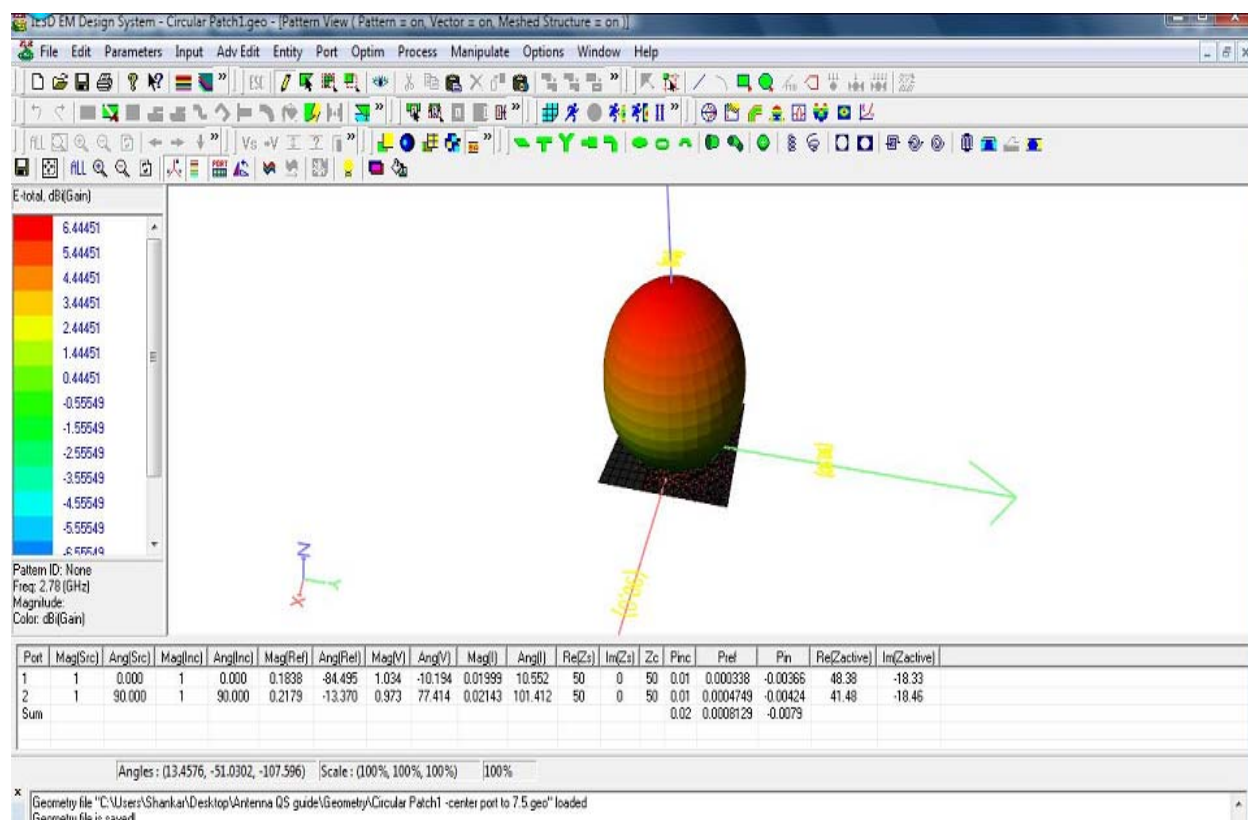 IE3D EM Design System - Circular Patch1.geo - [Pattern View ( Pattern = on, Vector = on, Meshed Structure = on )]
File Edit Parameters Input Adv Edit Entity Port Optim Process Manipulate Options Window Help
ESC
ALL Vs +V
ALL PORT
E-total, dBi(Gain)
6.44451
5.44451
4.44451
3.44451
2.44451
1.44451
0.44451
-0.55549
-1.55549
-2.55549
-3.55549
-4.55549
-5.55549
-6.55549
Pattern ID: None
Freq: 2.78 (GHz)
Magnitude:
Color: dBi(Gain)
Z
Y
X
Port Mag(Src) Ang(Src) Mag(Inc) Ang(Inc) Mag(Ref) Ang(Ref) Mag(V) Ang(V) Mag(I) Ang(I) Re(Zs) Im(Zs) Zc Pinc Pref Pin Re(Zactive) Im(Zactive)
1 1 0.000 1 0.000 0.1838 -84.495 1.034 -10.194 0.01999 10.552 50 0 50 0.01 0.000338 -0.00366 48.38 -18.33
2 1 90.000 1 90.000 0.2179 -13.370 0.973 77.414 0.02143 101.412 50 0 50 0.01 0.0004749 -0.00424 41.48 -18.46
Sum 0.02 0.0008129 -0.0079
Angles : (13.4576, -51.0302, -107.596) Scale : (100%, 100%, 100%) 100%
Geometry file "C:\Users\Shankar\Desktop\Antenna QS guide\Geometry\Circular Patch1 -center port to 7.5.geo" loaded
Geometry file is saved!